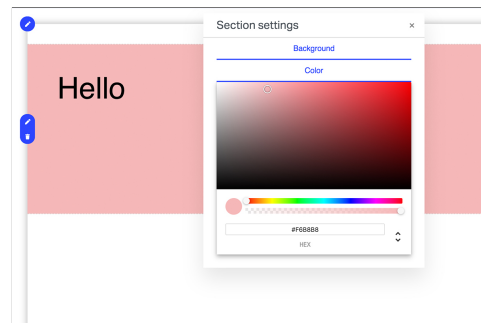 Section settings ×
Background
Color
Hello
#F6B8B8
HEX